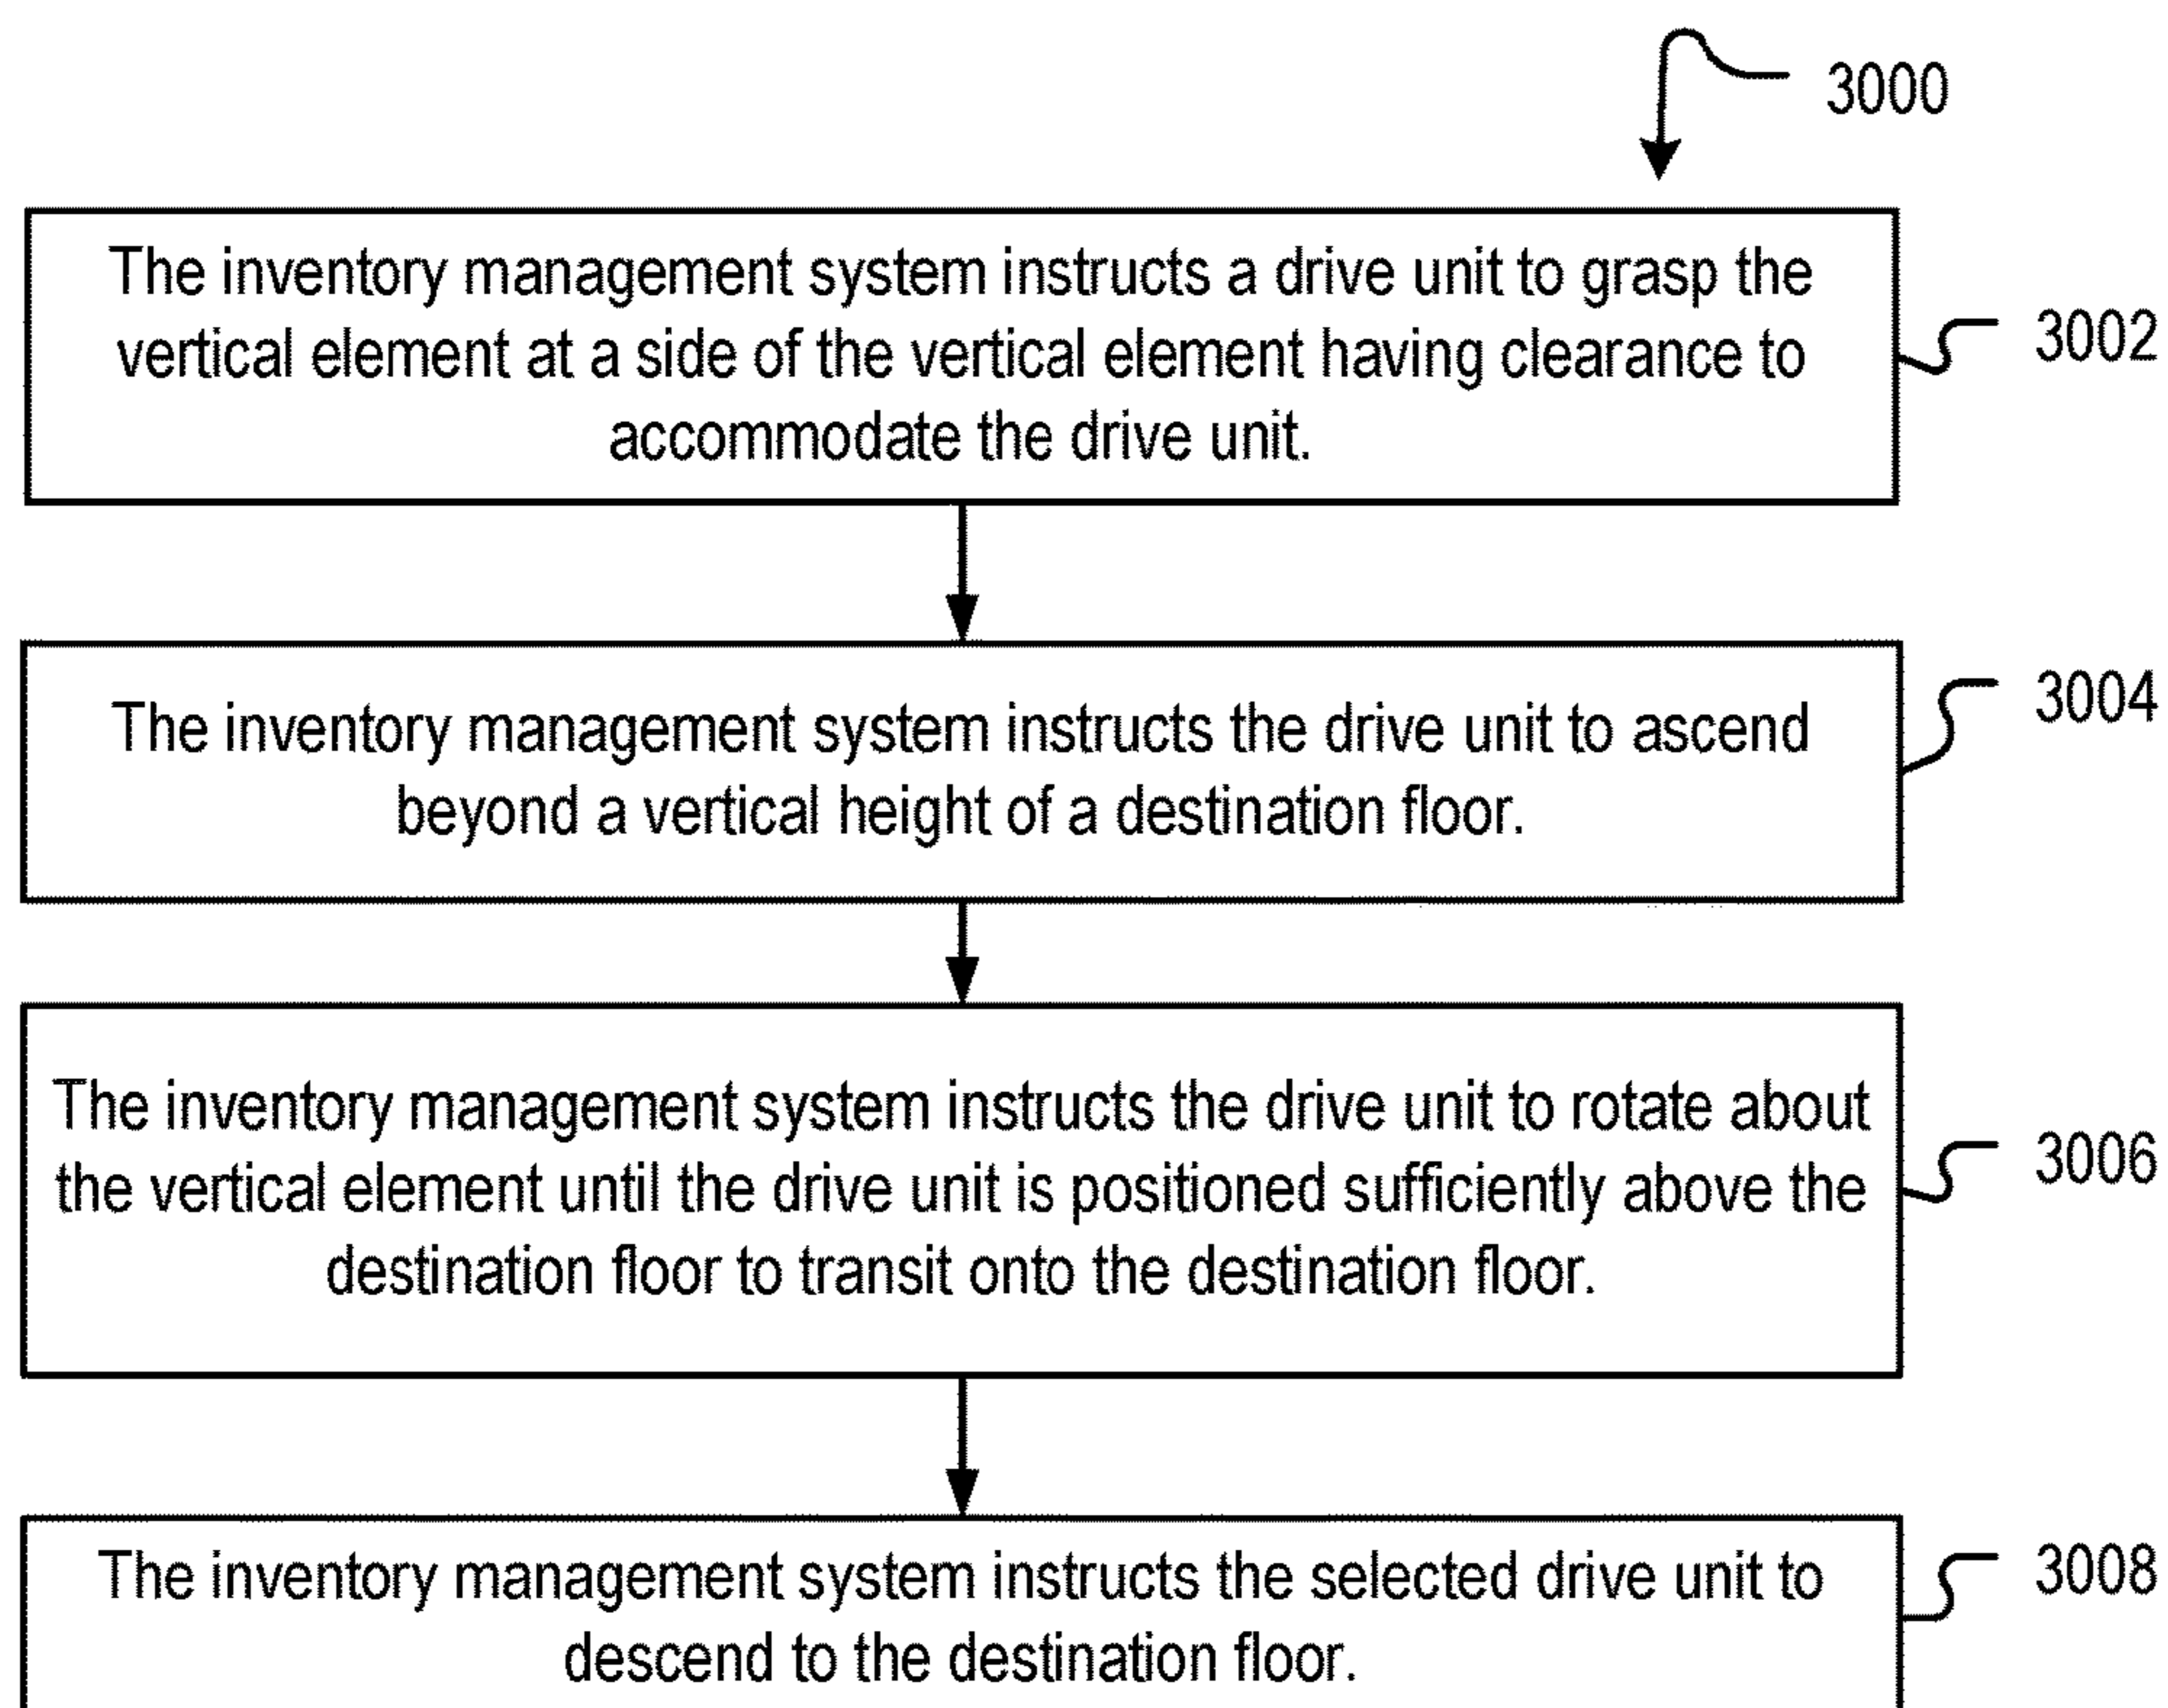 3000
The inventory management system instructs a drive unit to grasp the
vertical element at a side of the vertical element having clearance to
accommodate the drive unit.
3002
The inventory management system instructs the drive unit to ascend
beyond a vertical height of a destination floor.
3004
The inventory management system instructs the drive unit to rotate about
the vertical element until the drive unit is positioned sufficiently above the
destination floor to transit onto the destination floor.
3006
The inventory management system instructs the selected drive unit to
descend to the destination floor.
3008